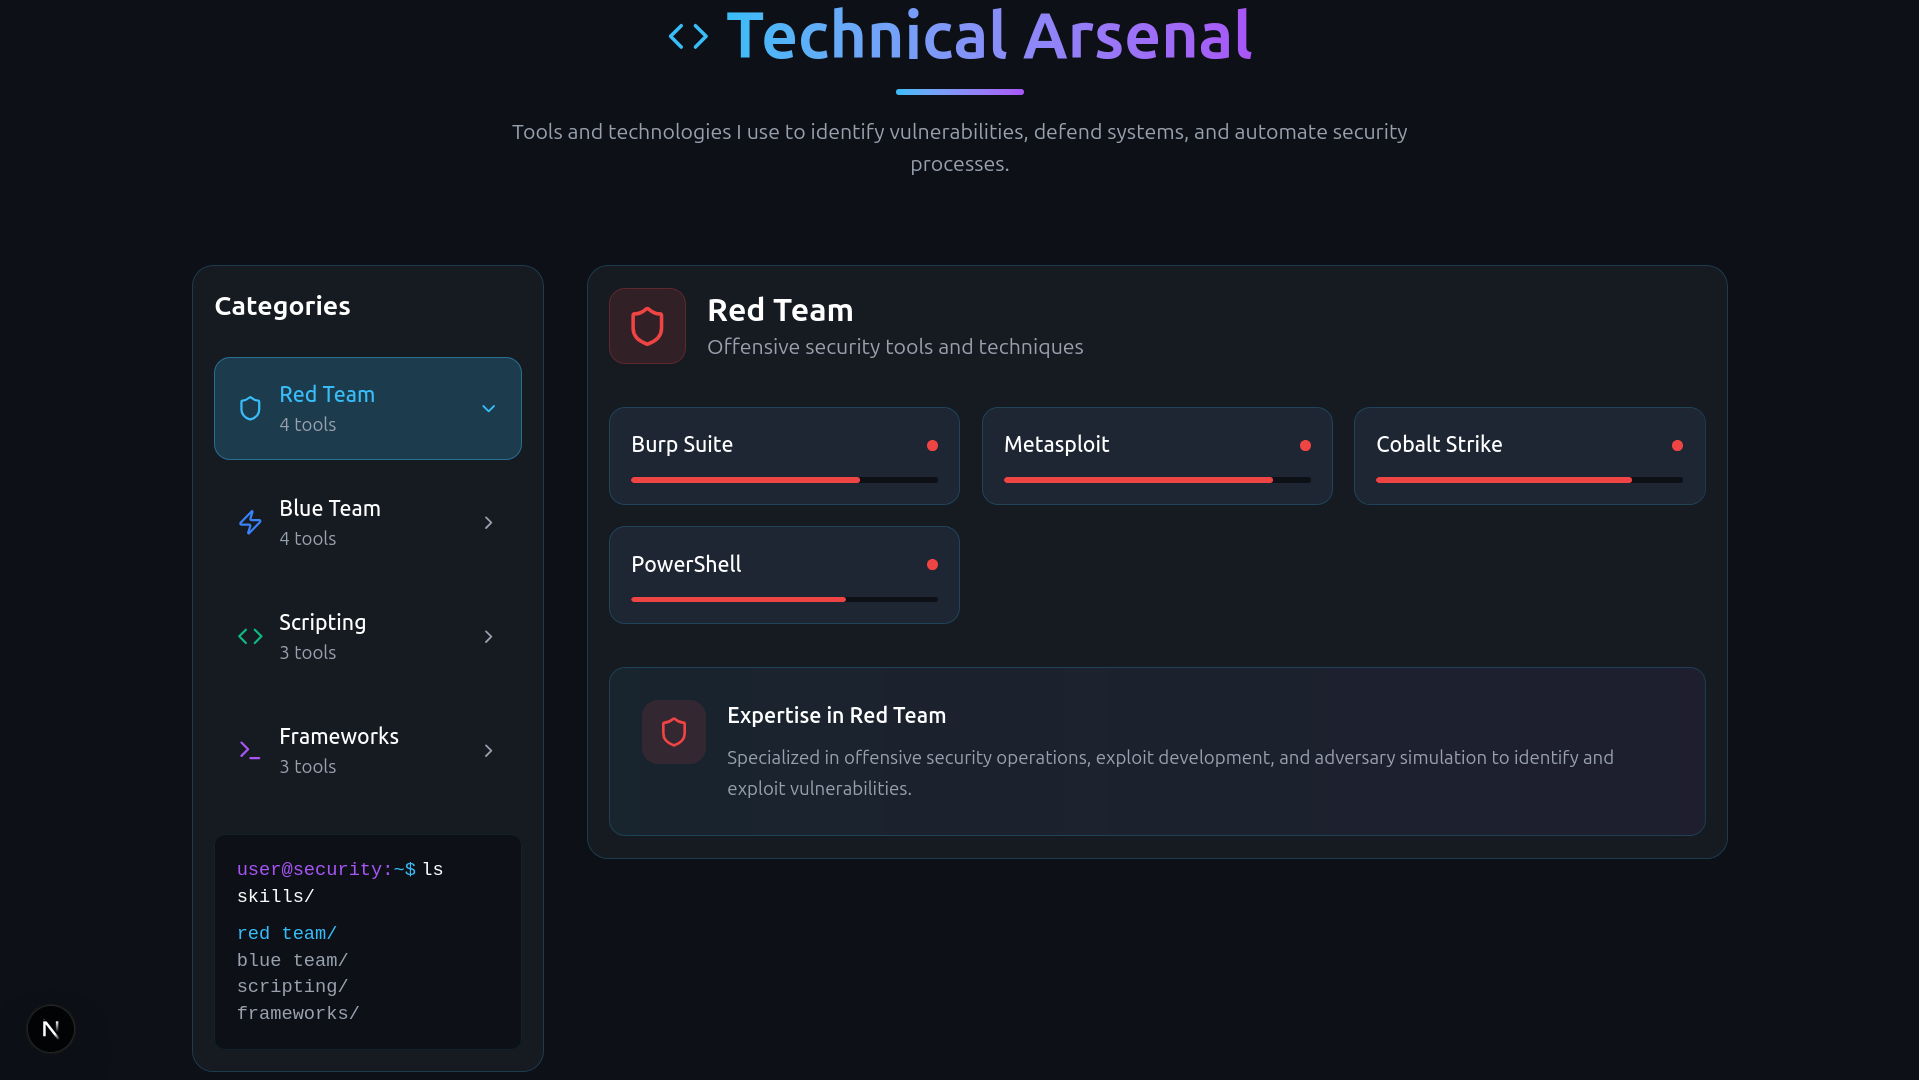 Technical Arsenal
Tools and technologies I use to identify vulnerabilities, defend systems, and automate security
processes.
Categories
Red Team
4 tools
Blue Team
4 tools
Scripting
3 tools
Frameworks
3 tools
user@security:~$ ls
skills/
red team/
blue team/
scripting/
frameworks/
Red Team
Offensive security tools and techniques
Burp Suite
Metasploit
Cobalt Strike
PowerShell
Expertise in Red Team
Specialized in offensive security operations, exploit development, and adversary simulation to identify and
exploit vulnerabilities.
N